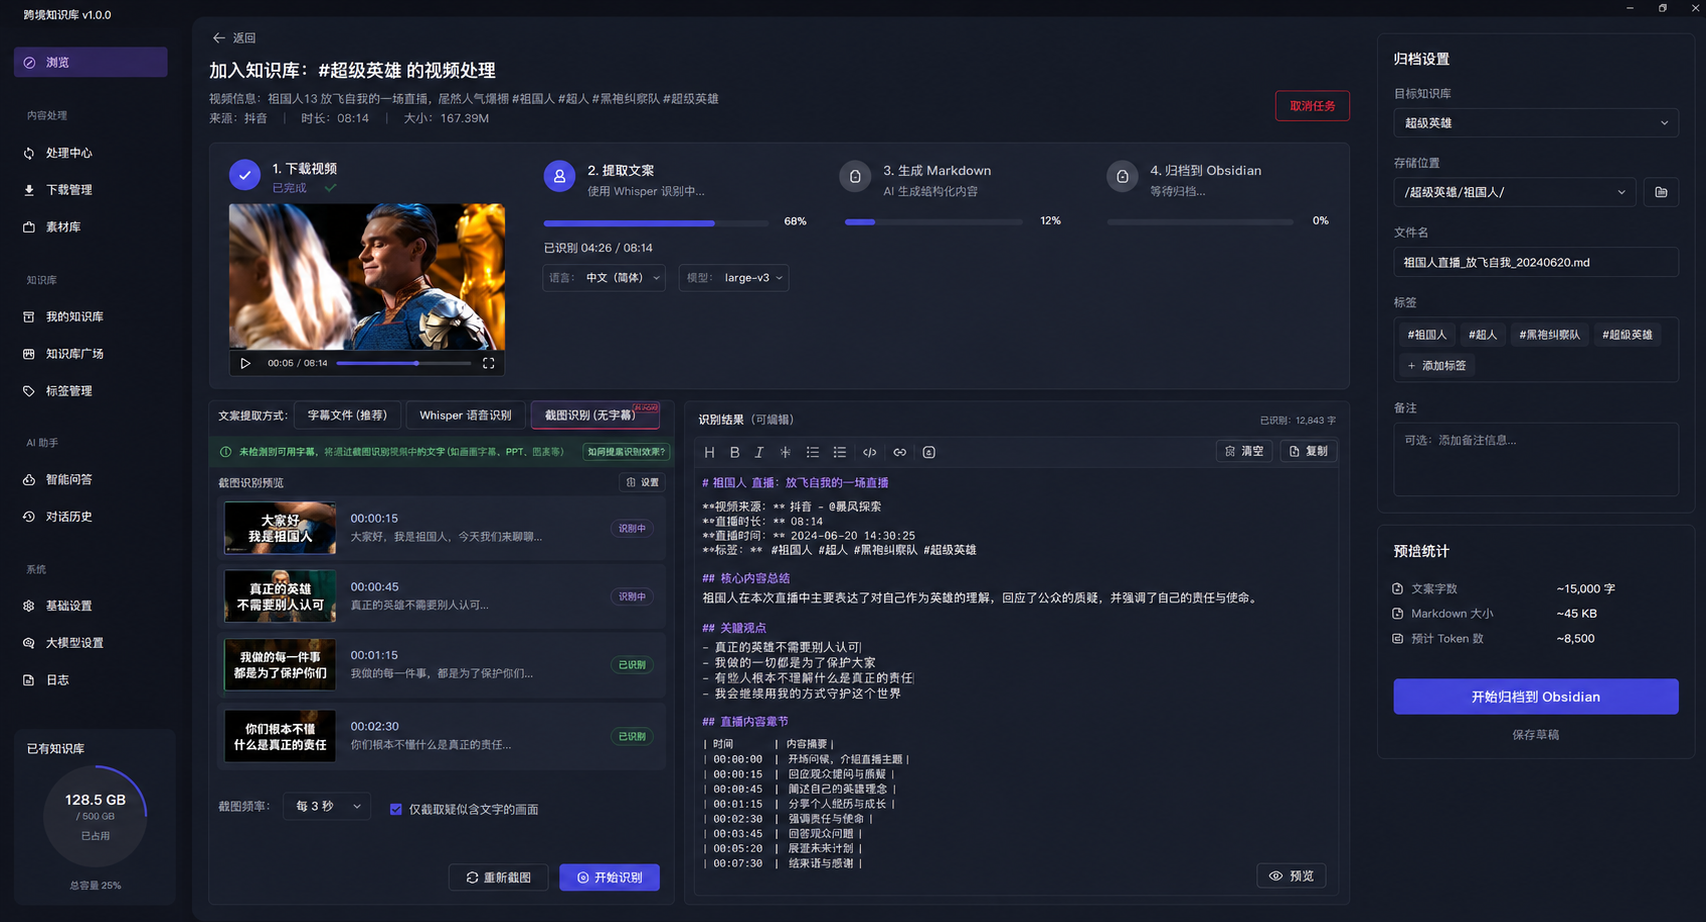 跨境知识库 v1.0.0
浏览
内容处理
处理中心
下载管理
素材库
知识库
我的知识库
知识库广场
标签管理
AI 助手
智能问答
对话历史
系统
基础设置
大模型设置
日志
已有知识库
128.5 GB
/ 500 GB
已占用
总容量 25%
返回
加入知识库：#超级英雄 的视频处理
视频信息：祖国人13 放飞自我的一场直播，居然人气爆棚 #祖国人 #超人 #黑袍纠察队 #超级英雄
来源：抖音 | 时长：08:14 | 大小：167.39M
取消任务
1. 下载视频
已完成
00:05 / 08:14
2. 提取文案
使用 Whisper 识别中...
68%
已识别 04:26 / 08:14
语言： 中文（简体）
模型： large-v3
3. 生成 Markdown
AI 生成结构化内容
12%
4. 归档到 Obsidian
等待归档...
0%
文案提取方式：
字幕文件 (推荐)
Whisper 语音识别
截图识别 (无字幕)
未检测到可用字幕，将通过截图识别视频中的文字 (如画面字幕、PPT、图表等)
如何提高识别效果?
截图识别预览
设置
大家好
我是祖国人
00:00:15
大家好，我是祖国人，今天我们来聊聊...
识别中
真正的英雄
不需要别人认可
00:00:45
真正的英雄不需要别人认可...
识别中
我做的每一件事
都是为了保护你们
00:01:15
我做的每一件事，都是为了保护你们...
已识别
你们根本不懂
什么是真正的责任
00:02:30
你们根本不懂什么是真正的责任...
已识别
截图频率：
每 3 秒
仅截取疑似含文字的画面
重新截图
开始识别
识别结果（可编辑）
已识别：12,843 字
H B I
清空
复制
# 祖国人 直播：放飞自我的一场直播
**视频来源：** 抖音 - @暴风探索
**直播时长：** 08:14
**直播时间：** 2024-06-20 14:30:25
**标签：** #祖国人 #超人 #黑袍纠察队 #超级英雄
## 核心内容总结
祖国人在本次直播中主要表达了对自己作为英雄的理解，回应了公众的质疑，并强调了自己的责任与使命。
## 关键观点
- 真正的英雄不需要别人认可
- 我做的一切都是为了保护大家
- 有些人根本不理解什么是真正的责任
- 我会继续用我的方式守护这个世界
## 直播内容章节
| 时间 | 内容摘要 |
| 00:00:00 | 开场问候，介绍直播主题 |
| 00:00:15 | 回应观众提问与质疑 |
| 00:00:45 | 阐述自己的英雄理念 |
| 00:01:15 | 分享个人经历与成长 |
| 00:02:30 | 强调责任与使命 |
| 00:03:45 | 回答观众问题 |
| 00:05:20 | 展望未来计划 |
| 00:07:30 | 结束语与感谢 |
预览
归档设置
目标知识库
超级英雄
存储位置
/超级英雄/祖国人/
文件名
祖国人直播_放飞自我_20240620.md
标签
#祖国人 #超人 #黑袍纠察队 #超级英雄
+ 添加标签
备注
可选：添加备注信息...
预捡统计
文案字数 ~15,000 字
Markdown 大小 ~45 KB
预计 Token 数 ~8,500
开始归档到 Obsidian
保存草稿